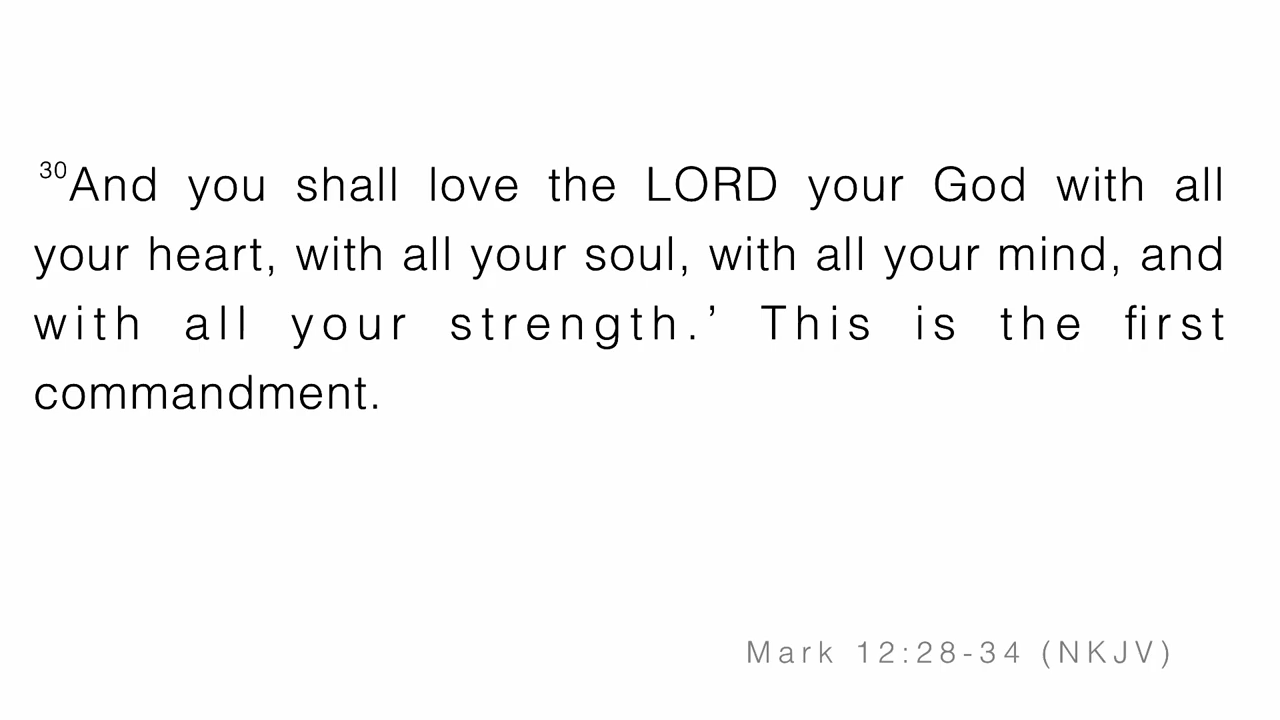 30And you shall love the LORD your God with all
your heart, with all your soul, with all your mind, and
with all your strength.’ This is the first
commandment.
Mark 12:28-34 (NKJV)